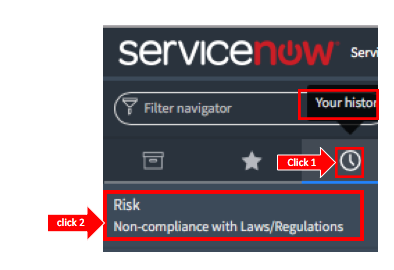 servicenow Servi
Filter navigator
Your histor
Click 1
Risk
click 2
Non-compliance with Laws/Regulations